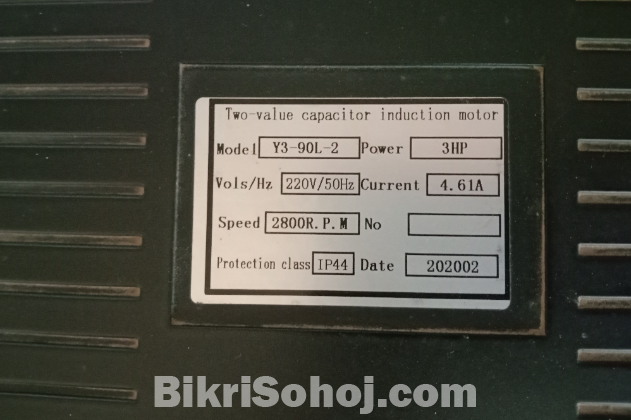 Two-value capacitor induction motor
Model Y3-90L-2 Power 3HP
Vols/Hz 220V/50Hz Current 4.61A
Speed 2800R.P.M No
Protection class IP44 Date 202002
BikriSohoj.com